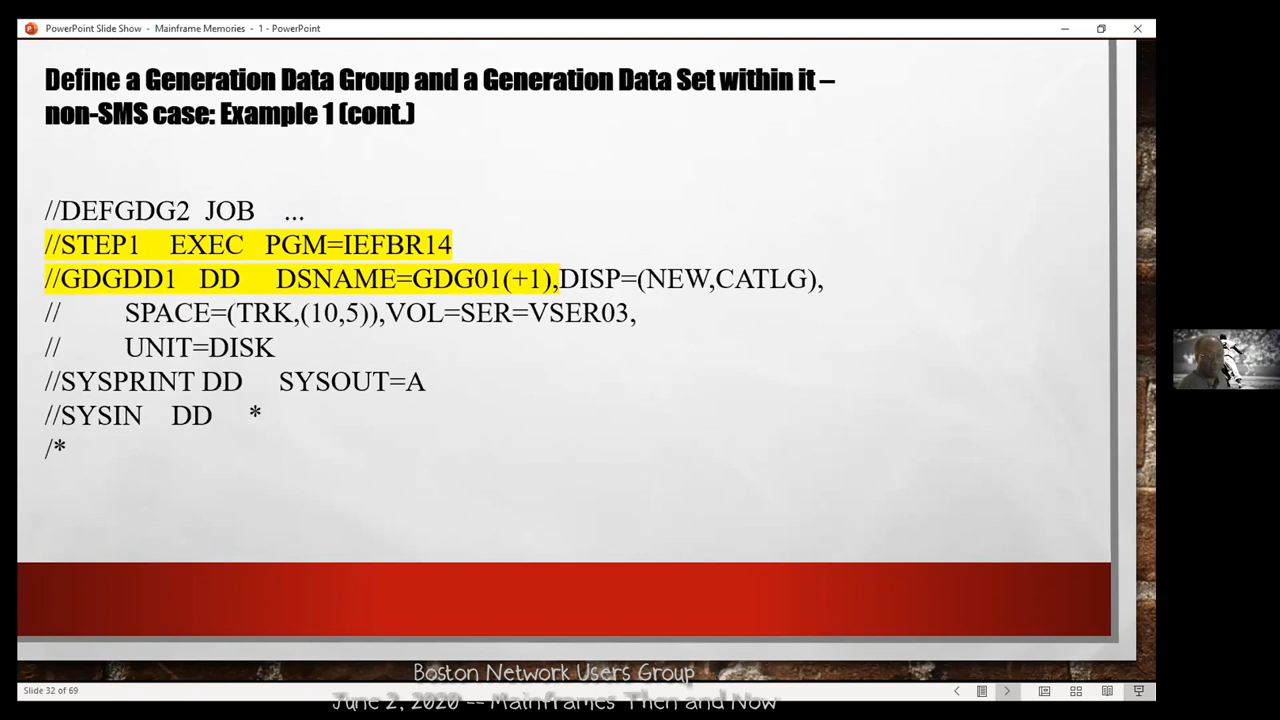 PowerPoint Slide Show - Mainframe Memories - 1 - PowerPoint
Define a Generation Data Group and a Generation Data Set within it –
non-SMS case: Example 1 (cont.)
//DEFGDG2 JOB ...
//STEP1 EXEC PGM=IEFBR14
//GDGDD1 DD DSNAME=GDG01(+1),DISP=(NEW,CATLG),
// SPACE=(TRK,(10,5)),VOL=SER=VSER03,
// UNIT=DISK
//SYSPRINT DD SYSOUT=A
//SYSIN DD *
/*
Boston Network Users Group
Slide 32 of 69
June 2, 2020 -- Mainframes Then and Now